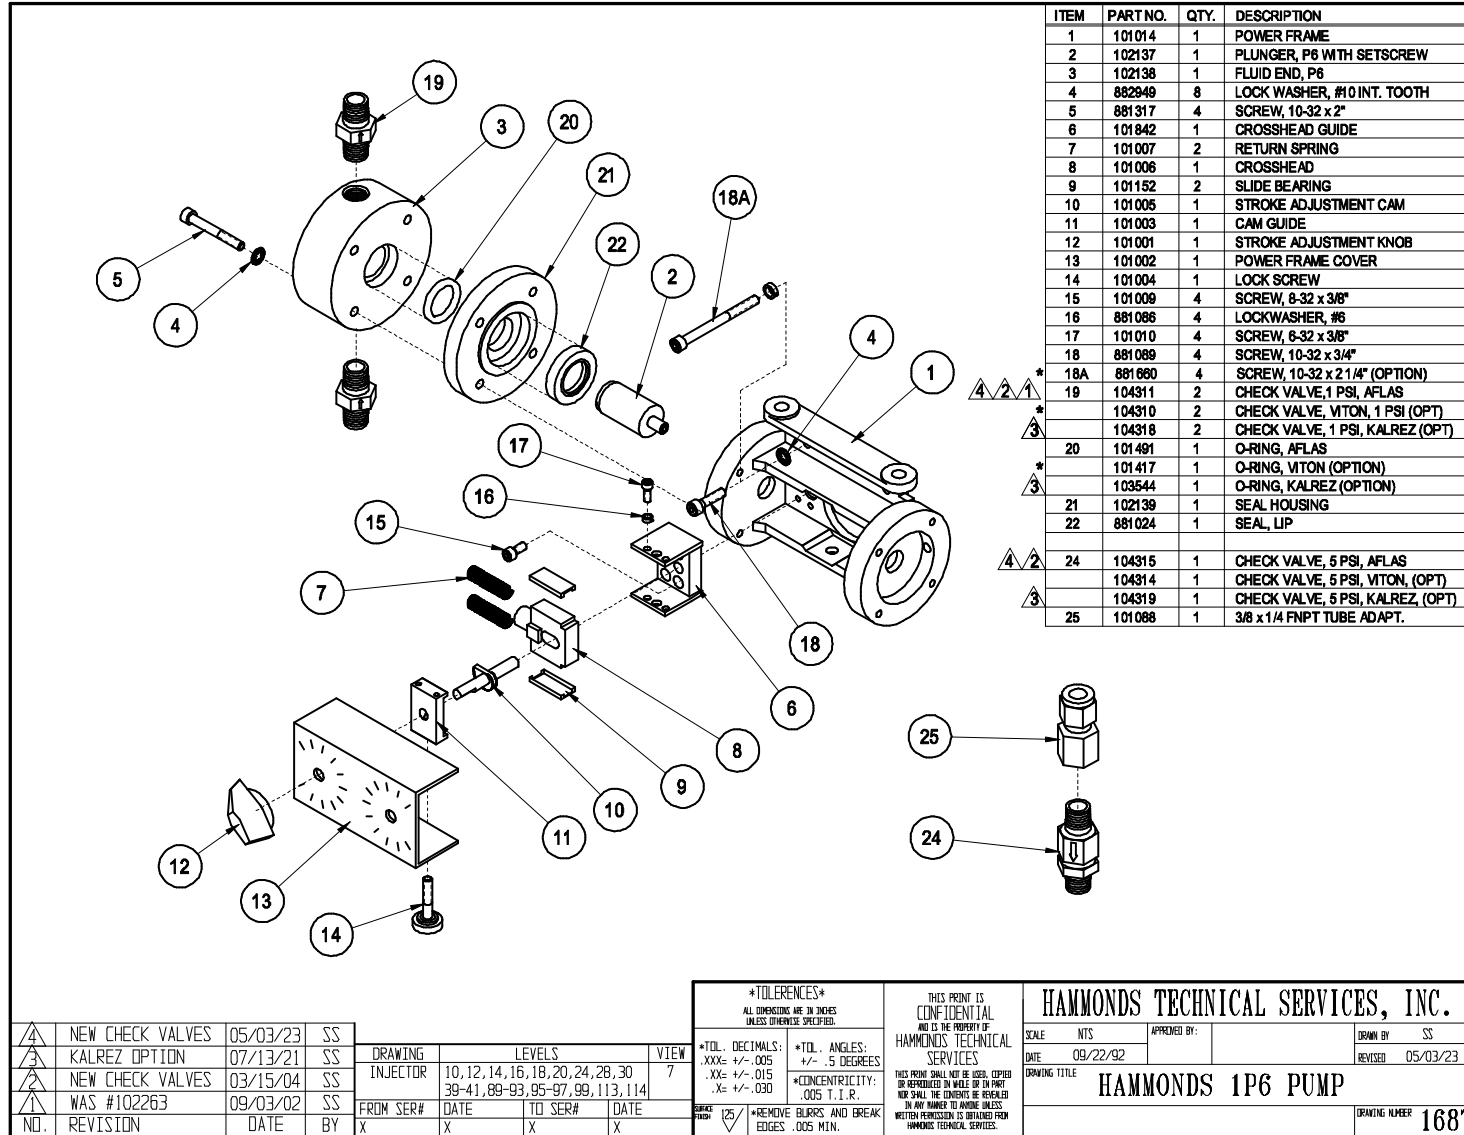 ITEM PART NO. QTY. DESCRIPTION
1 101014 1 POWER FRAME
2 102137 1 PLUNGER, P6 WITH SETSCREW
3 102138 1 FLUID END, P6
4 882949 8 LOCK WASHER, #10 INT. TOOTH
5 881317 4 SCREW, 10-32 x 2"
6 101842 1 CROSSHEAD GUIDE
7 101007 2 RETURN SPRING
8 101006 1 CROSSHEAD
9 101152 2 SLIDE BEARING
10 101005 1 STROKE ADJUSTMENT CAM
11 101003 1 CAM GUIDE
12 101001 1 STROKE ADJUSTMENT KNOB
13 101002 1 POWER FRAME COVER
14 101004 1 LOCK SCREW
15 101009 4 SCREW, 8-32 x 3/8"
16 881086 4 LOCKWASHER, #6
17 101010 4 SCREW, 6-32 x 3/8"
18 881089 4 SCREW, 10-32 x 3/4"
* 18A 881660 4 SCREW, 10-32 x 2 1/4" (OPTION)
4 2 1 19 104311 2 CHECK VALVE,1 PSI, AFLAS
* 104310 2 CHECK VALVE, VITON, 1 PSI (OPT)
3 104318 2 CHECK VALVE, 1 PSI, KALREZ (OPT)
20 101491 1 O-RING, AFLAS
* 101417 1 O-RING, VITON (OPTION)
3 103544 1 O-RING, KALREZ (OPTION)
21 102139 1 SEAL HOUSING
22 881024 1 SEAL, LIP
4 2 24 104315 1 CHECK VALVE, 5 PSI, AFLAS
104314 1 CHECK VALVE, 5 PSI, VITON, (OPT)
3 104319 1 CHECK VALVE, 5 PSI, KALREZ, (OPT)
25 101088 1 3/8 x 1/4 FNPT TUBE ADAPT.
19
3
20
21
18A
22
2
5
4
4
1
17
16
15
7
18
6
8
9
10
11
12
13
14
25
24
4 NEW CHECK VALVES 05/03/23 SS
3 KALREZ OPTION 07/13/21 SS
2 NEW CHECK VALVES 03/15/04 SS
1 WAS #102263 09/03/02 SS
NO. REVISION DATE BY
DRAWING LEVELS VIEW
INJECTOR 10,12,14,16,18,20,24,28,30 7
39-41,89-93,95-97,99,113,114
FROM SER# DATE TO SER# DATE
X X X X
*TOLERENCES*
ALL DIMENSIONS ARE IN INCHES
UNLESS OTHERWISE SPECIFIED.
*TOL. DECIMALS:
.XXX= +/-.005
.XX= +/-.015
.X= +/-.030
*TOL. ANGLES:
+/- .5 DEGREES
*CONCENTRICITY:
.005 T.I.R.
SURFACE
FINISH
125
*REMOVE BURRS AND BREAK
EDGES .005 MIN.
THIS PRINT IS
CONFIDENTIAL
AND IS THE PROPERTY OF
HAMMONDS TECHNICAL
SERVICES
THIS PRINT SHALL NOT BE USED, COPIED
OR REPRODUCED IN WHOLE OR IN PART
NOR SHALL THE CONTENTS BE REVEALED
IN ANY MANNER TO ANYONE UNLESS
WRITTEN PERMISSION IS OBTAINED FROM
HAMMONDS TECHNICAL SERVICES.
HAMMONDS TECHNICAL SERVICES, INC.
SCALE NTS
APPROVED BY:
DRAWN BY SS
DATE 09/22/92
REVISED 05/03/23
DRAWING TITLE
HAMMONDS 1P6 PUMP
DRAWING NUMBER 1687